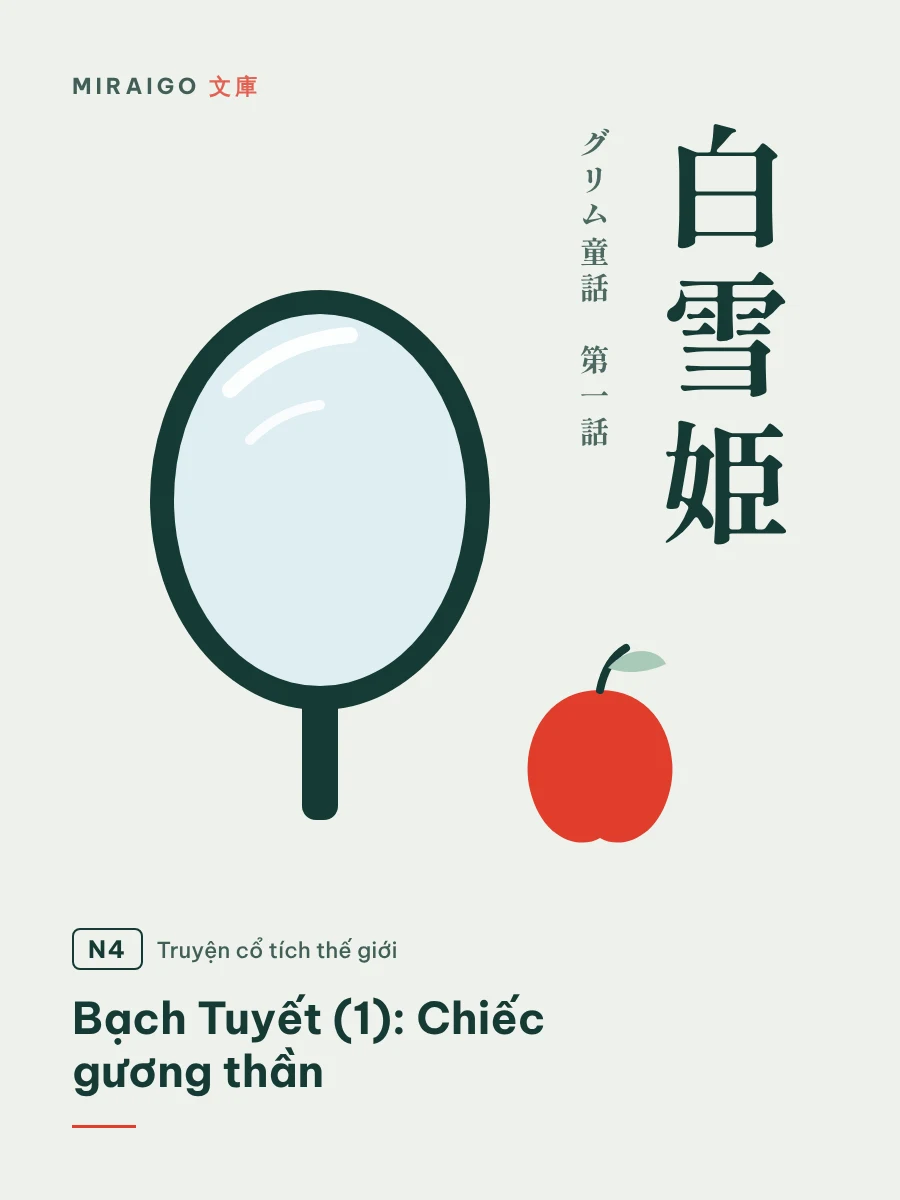 MIRAIGO 文庫
白雪姫
グリム童話　第一話
N4 Truyện cổ tích thế giới
Bạch Tuyết (1): Chiếc
gương thần